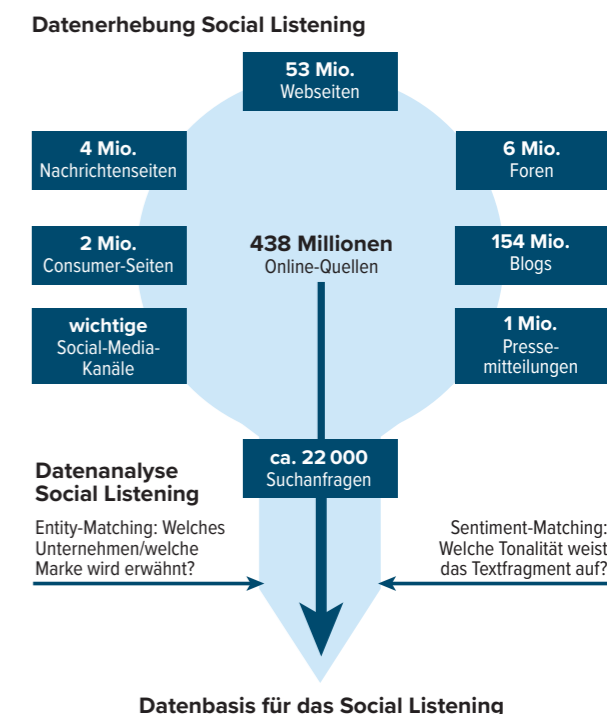 Datenerhebung Social Listening
53 Mio.
Webseiten
4 Mio.
Nachrichtenseiten
6 Mio.
Foren
2 Mio.
Consumer-Seiten
438 Millionen
Online-Quellen
154 Mio.
Blogs
wichtige
Social-Media-
Kanäle
1 Mio.
Presse-
mitteilungen
ca. 22 000
Suchanfragen
Datenanalyse
Social Listening
Entity-Matching: Welches
Unternehmen/welche
Marke wird erwähnt?
Sentiment-Matching:
Welche Tonalität weist
das Textfragment auf?
Datenbasis für das Social Listening